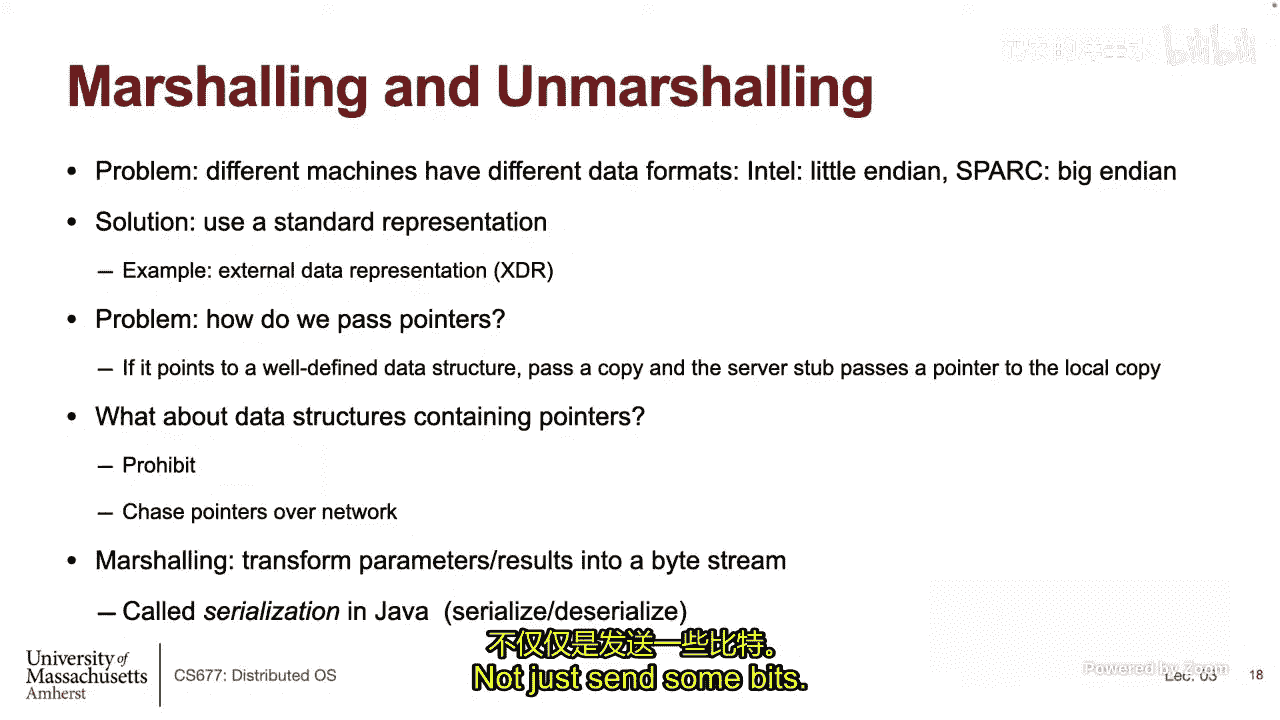 Marshalling and Unmarshalling
• Problem: different machines have different data formats: Intel: little endian, SPARC: big endian
• Solution: use a standard representation
– Example: external data representation (XDR)
• Problem: how do we pass pointers?
– If it points to a well-defined data structure, pass a copy and the server stub passes a pointer to the local copy
• What about data structures containing pointers?
– Prohibit
– Chase pointers over network
• Marshalling: transform parameters/results into a byte stream
– Called serialization in Java (serialize/deserialize)
不仅仅是发送一些比特。
Not just send some bits.
University of
Massachusetts
Amherst
CS677: Distributed OS
Powered by Zoom
Lec. 03
18
bilibili